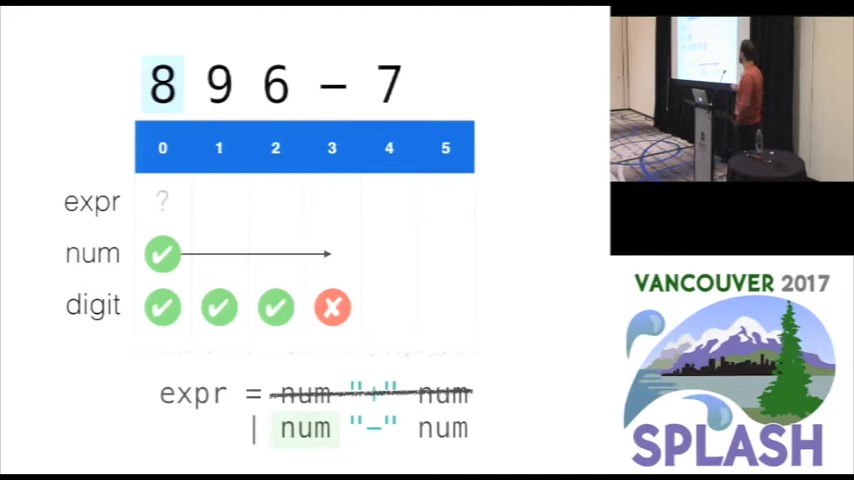 8 9 6 – 7
0 1 2 3 4 5
expr ?
num
digit
expr = num "+" num
| num "–" num
VANCOUVER 2017
SPLASH